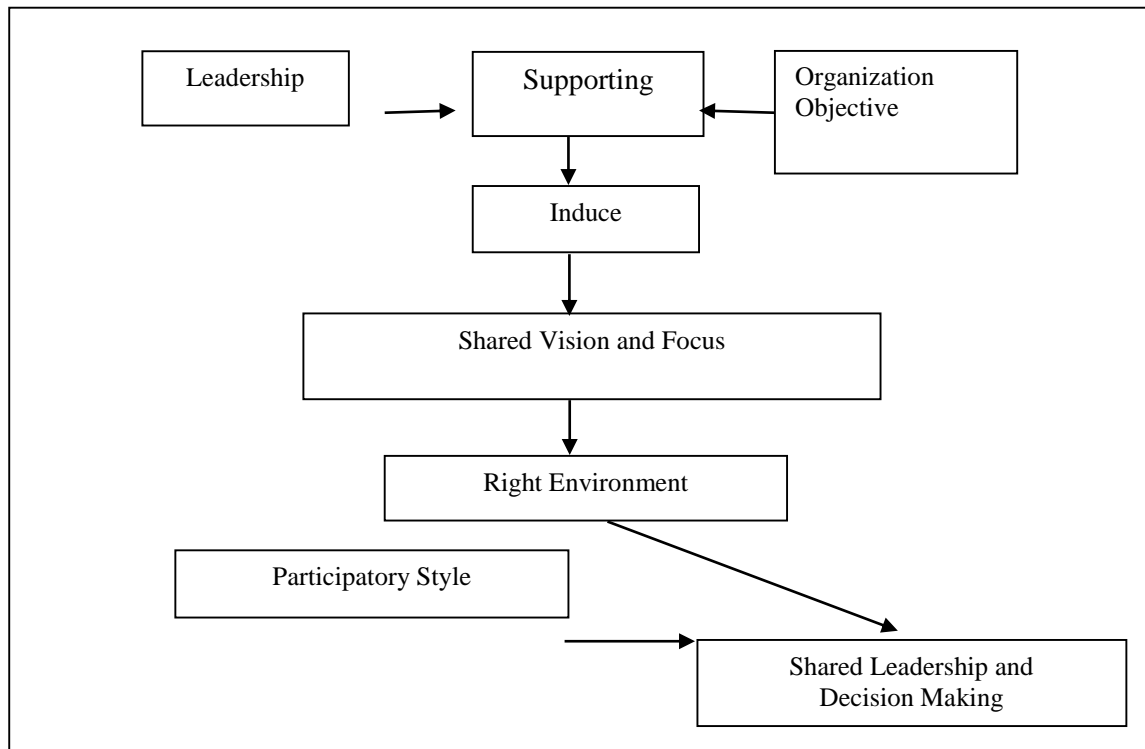 Leadership
Supporting
Organization
Objective
Induce
Shared Vision and Focus
Right Environment
Participatory Style
Shared Leadership and
Decision Making